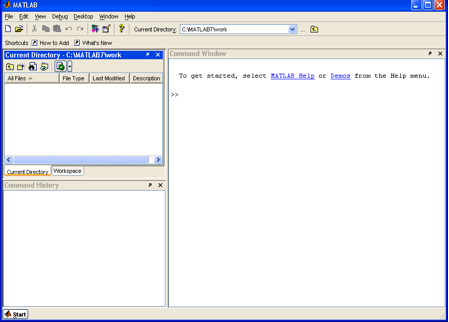 MATLAB
File Edit View Debug Desktop Window Help
Current Directory: C:\MATLAB7\work
Shortcuts How to Add What's New
Current Directory - C:\MATLAB7\work
All Files File Type Last Modified Description
Current Directory Workspace
Command History
Command Window
To get started, select MATLAB Help or Demos from the Help menu.
>>
Start